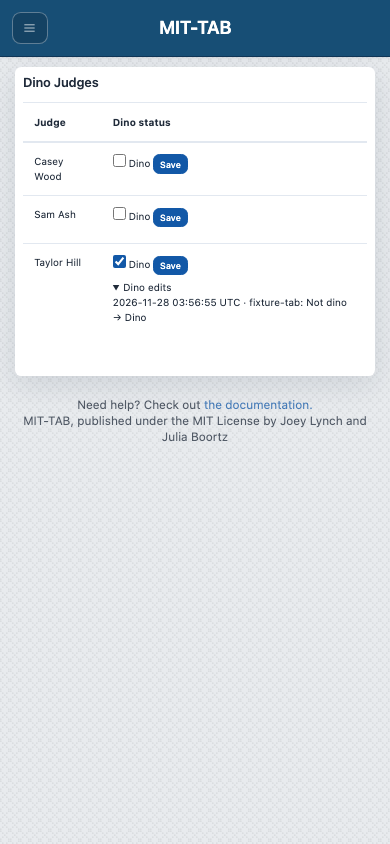 MIT-TAB
Dino Judges
Judge Dino status
Casey Wood Dino Save
Sam Ash Dino Save
Taylor Hill Dino Save
▼ Dino edits
2026-11-28 03:56:55 UTC · fixture-tab: Not dino
→ Dino
Need help? Check out the documentation.
MIT-TAB, published under the MIT License by Joey Lynch and
Julia Boortz